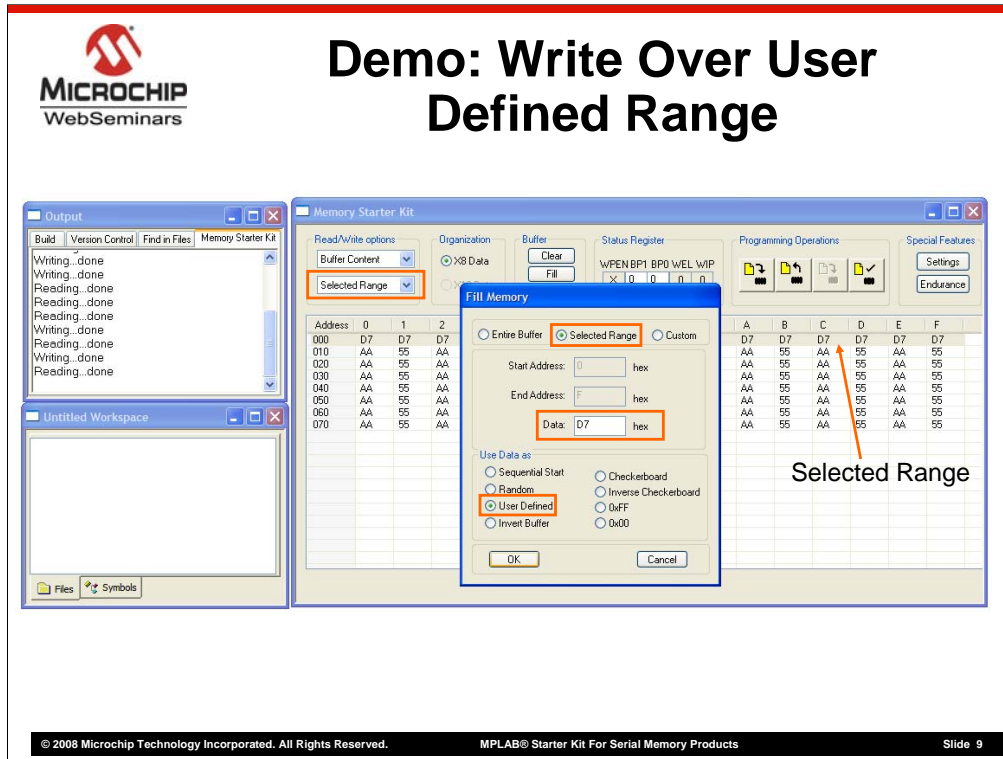 MICROCHIP
WebSeminars
Demo: Write Over User
Defined Range
Output
Build Version Control Find in Files Memory Starter Kit
Writing...done
Writing...done
Reading...done
Reading...done
Reading...done
Writing...done
Reading...done
Writing...done
Reading...done
Untitled Workspace
Files Symbols
Memory Starter Kit
Read/Write options
Buffer Content
Selected Range
Organization
X8 Data
Buffer
Clear
Fill
Status Register
WPEN BP1 BP0 WEL WIP
X 0 0 0 0
Programming Operations
Special Features
Settings
Endurance
Address 0 1 2 A B C D E F
000 D7 D7 D7 D7 D7 D7 D7 D7 D7
010 AA 55 AA AA 55 AA 55 AA 55
020 AA 55 AA AA 55 AA 55 AA 55
030 AA 55 AA AA 55 AA 55 AA 55
040 AA 55 AA AA 55 AA 55 AA 55
050 AA 55 AA AA 55 AA 55 AA 55
060 AA 55 AA AA 55 AA 55 AA 55
070 AA 55 AA AA 55 AA 55 AA 55
Fill Memory
Entire Buffer Selected Range Custom
Start Address: 0 hex
End Address: F hex
Data: D7 hex
Use Data as
Sequential Start
Random
User Defined
Invert Buffer
Checkerboard
Inverse Checkerboard
0xFF
0x00
OK Cancel
Selected Range
© 2008 Microchip Technology Incorporated. All Rights Reserved. MPLAB® Starter Kit For Serial Memory Products Slide 9